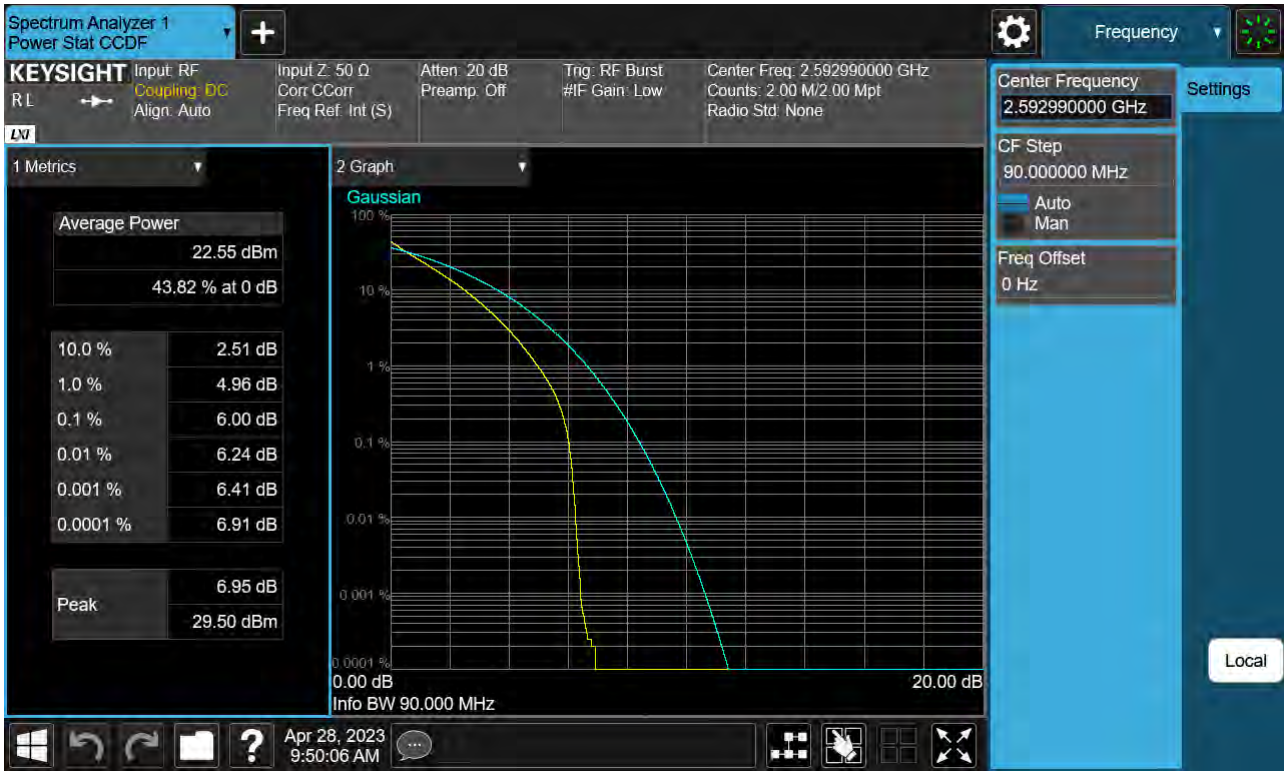 Spectrum Analyzer 1
Power Stat CCDF
+
Frequency
KEYSIGHT
RL
LXI
Input: RF
Coupling: DC
Align: Auto
Input Z: 50 Ω
Corr CCorr
Freq Ref: Int (S)
Atten: 20 dB
Preamp: Off
Trig: RF Burst
#IF Gain: Low
Center Freq: 2.592990000 GHz
Counts: 2.00 M/2.00 Mpt
Radio Std: None
Center Frequency
2.592990000 GHz
Settings
CF Step
90.000000 MHz
Auto
Man
Freq Offset
0 Hz
Local
1 Metrics
Average Power
22.55 dBm
43.82 % at 0 dB
10.0 % 2.51 dB
1.0 % 4.96 dB
0.1 % 6.00 dB
0.01 % 6.24 dB
0.001 % 6.41 dB
0.0001 % 6.91 dB
Peak
6.95 dB
29.50 dBm
2 Graph
Gaussian
100 %
10 %
1 %
0.1 %
0.01 %
0.001 %
0.0001 %
0.00 dB
20.00 dB
Info BW 90.000 MHz
?
Apr 28, 2023
9:50:06 AM